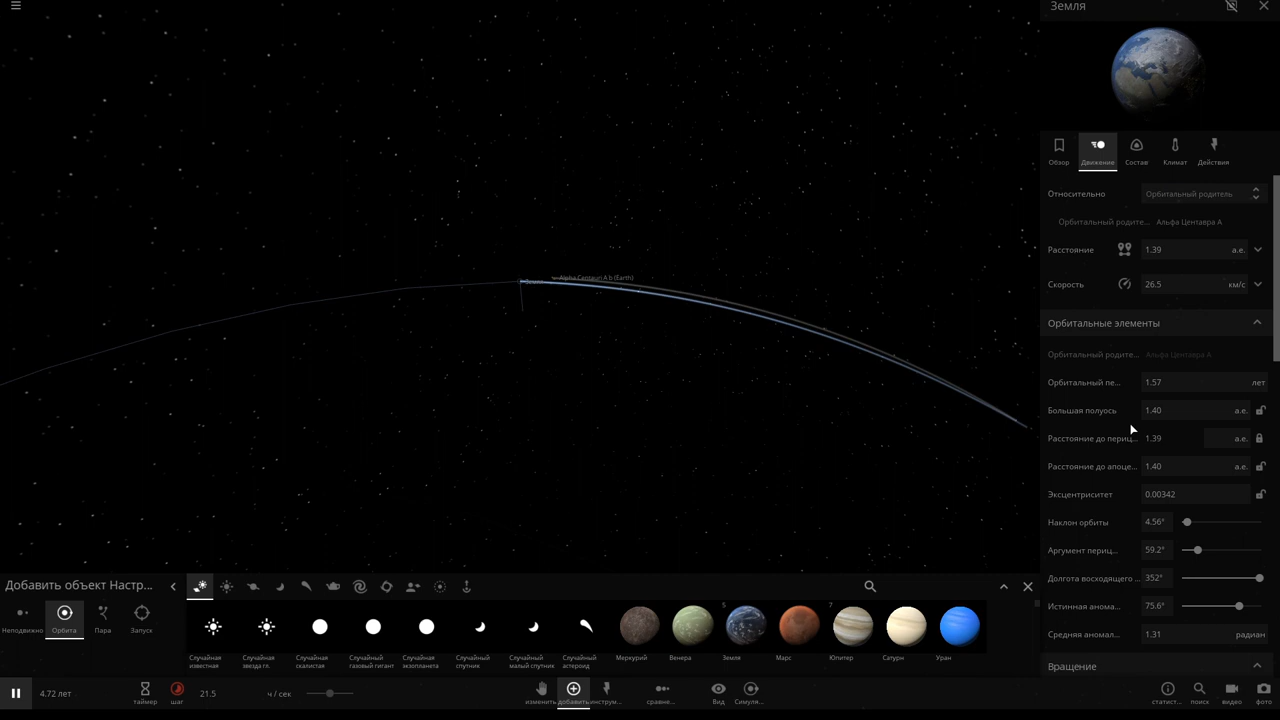 Земля
Обзор
Движение
Состав
Климат
Действия
Относительно
Орбитальный родитель
Орбитальный родите...
Альфа Центавра A
Расстояние
1.39
а.е.
Скорость
26.5
км/с
Орбитальные элементы
Орбитальный родите...
Альфа Центавра A
Орбитальный пе...
1.57
лет
Большая полуось
1.40
а.е.
Расстояние до периц...
1.39
а.е.
Расстояние до апоце...
1.40
а.е.
Эксцентриситет
0.00342
Наклон орбиты
4.56°
Аргумент периц...
59.2°
Долгота восходящего ...
352°
Истинная анома...
75.6°
Средняя аномал...
1.31
радиан
Вращение
Земля
Alpha Centauri A b (Earth)
Добавить объект Настр...
Неподвижно
Орбита
Пара
Запуск
Случайная известная
Случайная звезда гл.
Случайная скалистая
Случайный газовый гигант
Случайная экзопланета
Случайный спутник
Случайный малый спутник
Случайный астероид
Меркурий
Венера
5
Земля
Марс
7
Юпитер
Сатурн
Уран
4.72 лет
таймер
шаг
21.5
ч / сек
изменить
добавить
инструм...
сравне...
Вид
Симуля...
статист...
поиск
видео
фото